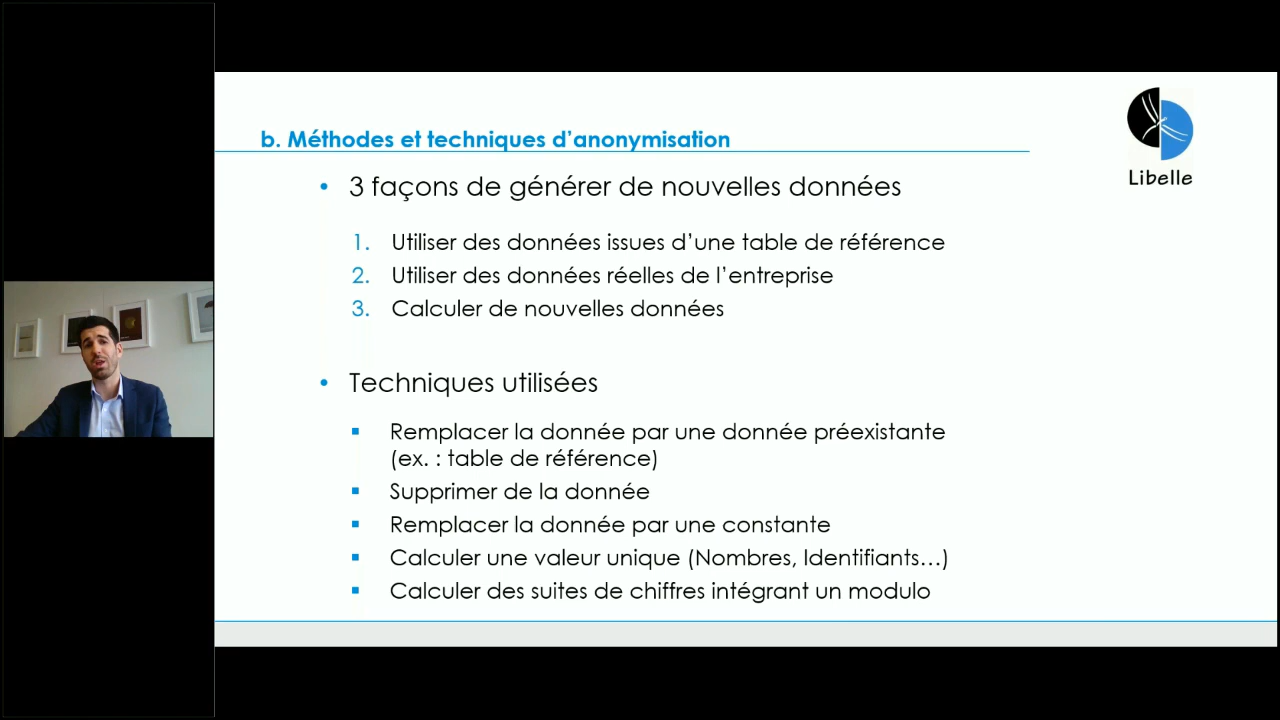 b. Méthodes et techniques d’anonymisation
Libelle
• 3 façons de générer de nouvelles données
1. Utiliser des données issues d’une table de référence
2. Utiliser des données réelles de l’entreprise
3. Calculer de nouvelles données
• Techniques utilisées
▪ Remplacer la donnée par une donnée préexistante
(ex. : table de référence)
▪ Supprimer de la donnée
▪ Remplacer la donnée par une constante
▪ Calculer une valeur unique (Nombres, Identifiants…)
▪ Calculer des suites de chiffres intégrant un modulo